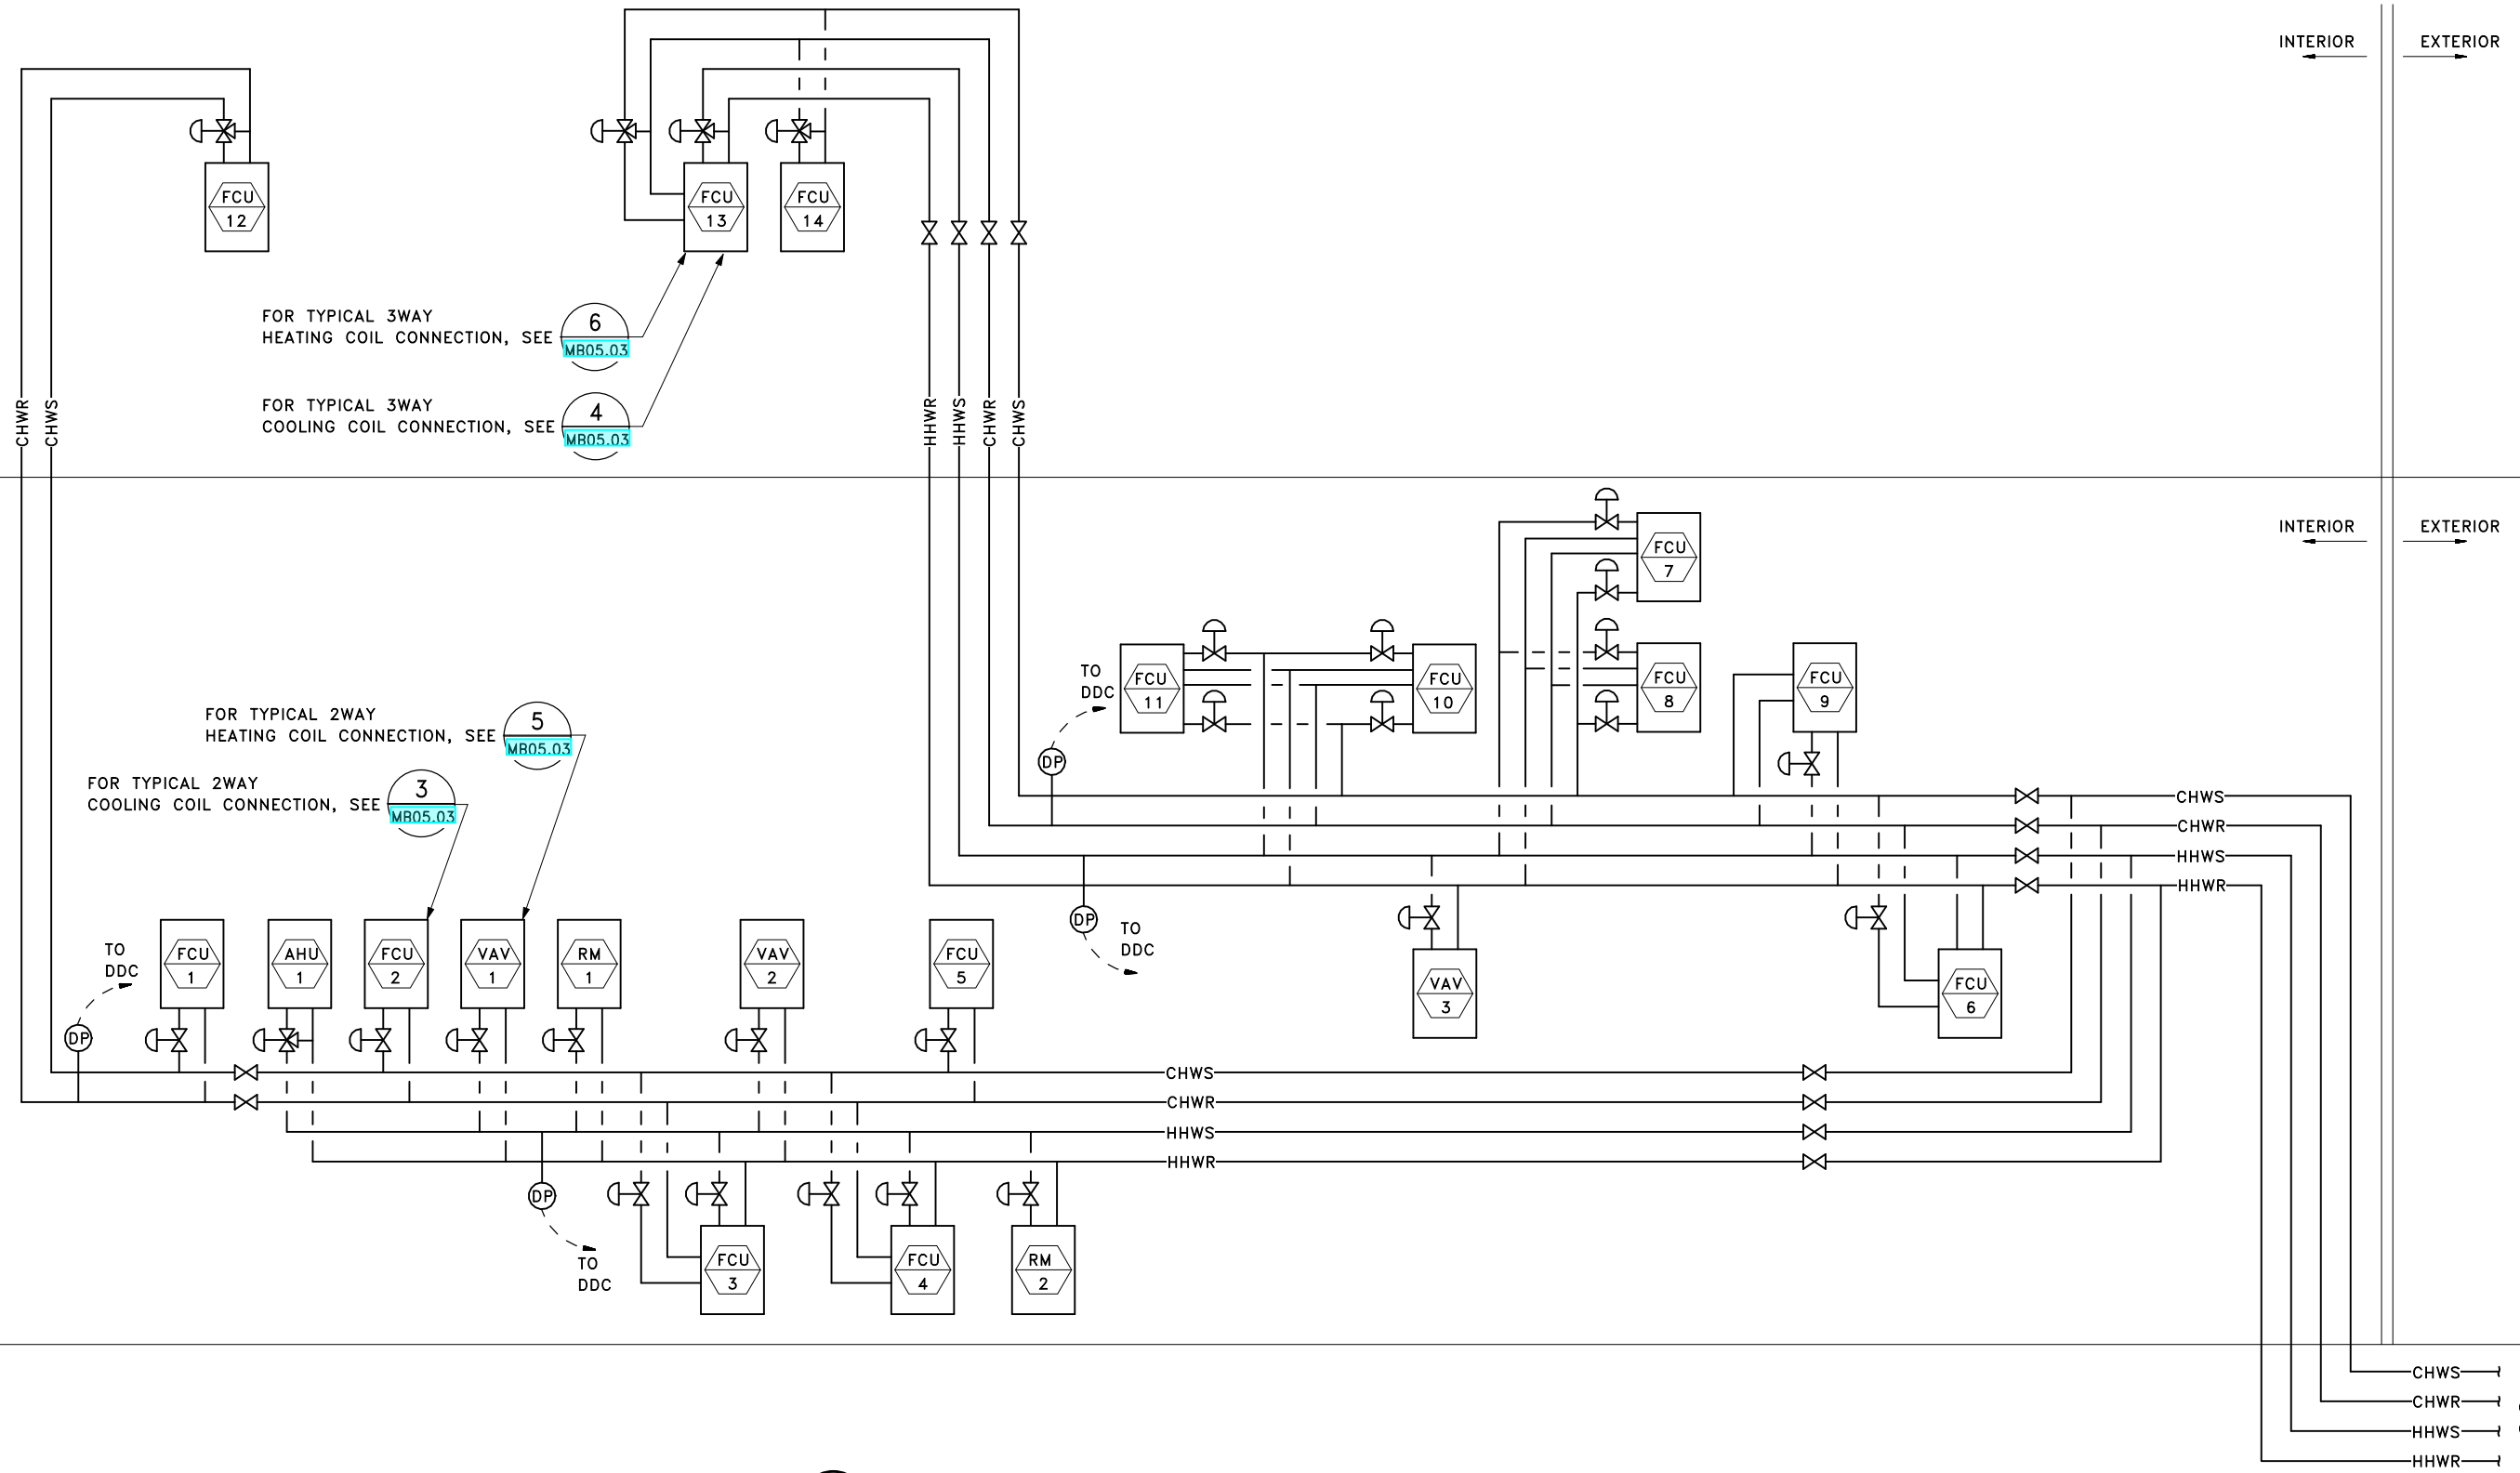 INTERIOR
EXTERIOR
FCU
12
FCU
13
FCU
14
FOR TYPICAL 3WAY
HEATING COIL CONNECTION, SEE
6
MB05.03
FOR TYPICAL 3WAY
COOLING COIL CONNECTION, SEE
4
MB05.03
CHWR
CHWS
HHWR
HHWS
CHWR
CHWS
INTERIOR
EXTERIOR
FCU
7
TO
DDC
FCU
11
FCU
10
FCU
8
FCU
9
FOR TYPICAL 2WAY
HEATING COIL CONNECTION, SEE
5
MB05.03
FOR TYPICAL 2WAY
COOLING COIL CONNECTION, SEE
3
MB05.03
DP
CHWS
CHWR
HHWS
HHWR
DP
TO
DDC
TO
DDC
FCU
1
AHU
1
FCU
2
VAV
1
RM
1
VAV
2
FCU
5
VAV
3
FCU
6
DP
CHWS
CHWR
HHWS
HHWR
DP
TO
DDC
FCU
3
FCU
4
RM
2
CHWS
CHWR
HHWS
HHWR